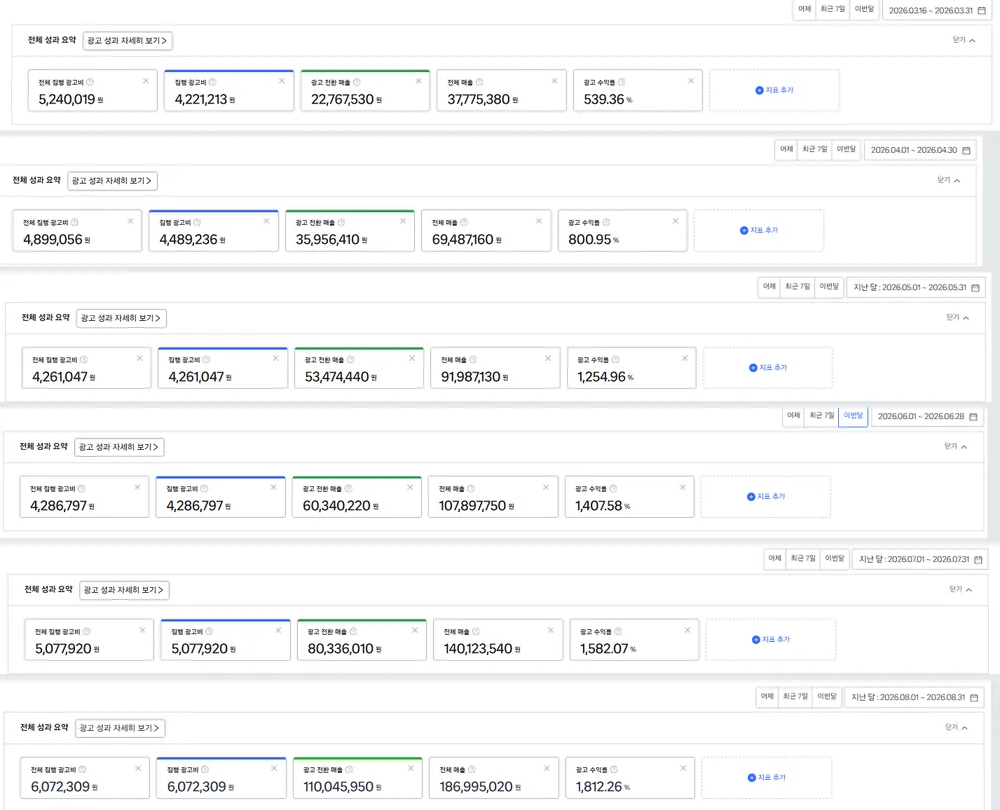 어제 최근 7일 이번달 2026.03.16 ~ 2026.03.31
전체 성과 요약 광고 성과 자세히 보기 > 닫기
전체 집행 광고비 집행 광고비 광고 전환 매출 전체 매출 광고 수익률
5,240,019 원 4,221,213 원 22,767,530 원 37,775,380 원 539.36 % 지표 추가
어제 최근 7일 이번달 2026.04.01 ~ 2026.04.30
전체 성과 요약 광고 성과 자세히 보기 > 닫기
전체 집행 광고비 집행 광고비 광고 전환 매출 전체 매출 광고 수익률
4,899,056 원 4,489,236 원 35,956,410 원 69,487,160 원 800.95 % 지표 추가
어제 최근 7일 이번달 지난 달 : 2026.05.01 ~ 2026.05.31
전체 성과 요약 광고 성과 자세히 보기 > 닫기
전체 집행 광고비 집행 광고비 광고 전환 매출 전체 매출 광고 수익률
4,261,047 원 4,261,047 원 53,474,440 원 91,987,130 원 1,254.96 % 지표 추가
어제 최근 7일 이번달 2026.06.01 ~ 2026.06.28
전체 성과 요약 광고 성과 자세히 보기 > 닫기
전체 집행 광고비 집행 광고비 광고 전환 매출 전체 매출 광고 수익률
4,286,797 원 4,286,797 원 60,340,220 원 107,897,750 원 1,407.58 % 지표 추가
어제 최근 7일 이번달 지난 달 : 2026.07.01 ~ 2026.07.31
전체 성과 요약 광고 성과 자세히 보기 > 닫기
전체 집행 광고비 집행 광고비 광고 전환 매출 전체 매출 광고 수익률
5,077,920 원 5,077,920 원 80,336,010 원 140,123,540 원 1,582.07 % 지표 추가
어제 최근 7일 이번달 지난 달 : 2026.08.01 ~ 2026.08.31
전체 성과 요약 광고 성과 자세히 보기 > 닫기
전체 집행 광고비 집행 광고비 광고 전환 매출 전체 매출 광고 수익률
6,072,309 원 6,072,309 원 110,045,950 원 186,995,020 원 1,812.26 % 지표 추가